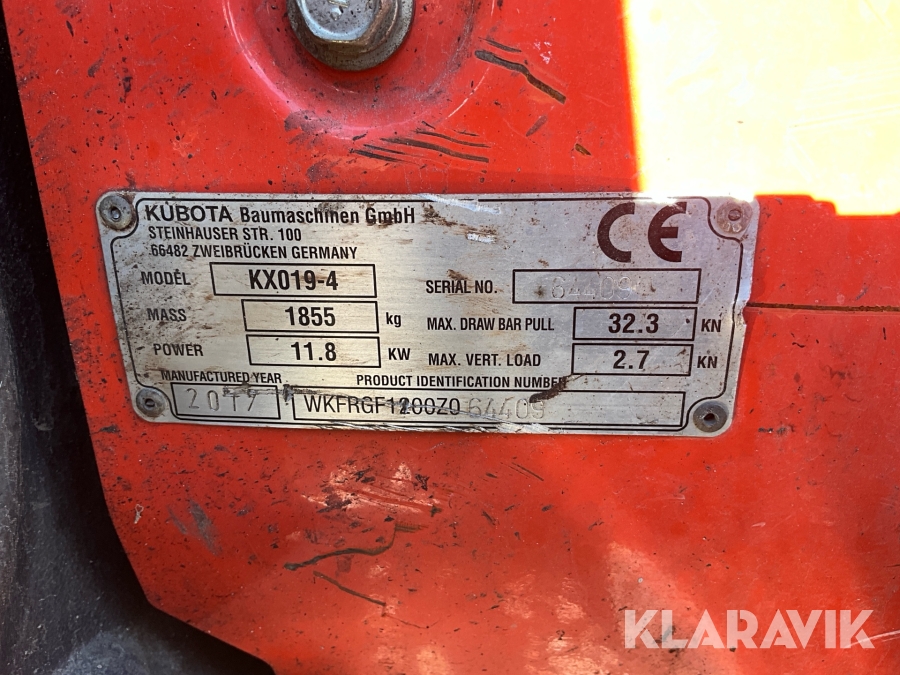 KUBOTA Baumaschinen GmbH
STEINHAUSER STR. 100
66482 ZWEIBRÜCKEN GERMANY
CE
MODEL KX019-4
SERIAL NO.
MASS 1855 kg
MAX. DRAW BAR PULL 32.3 KN
POWER 11.8 KW
MAX. VERT. LOAD 2.7 KN
MANUFACTURED YEAR 2017
PRODUCT IDENTIFICATION NUMBER
WKFRGF1200Z064409
KLARAVIK